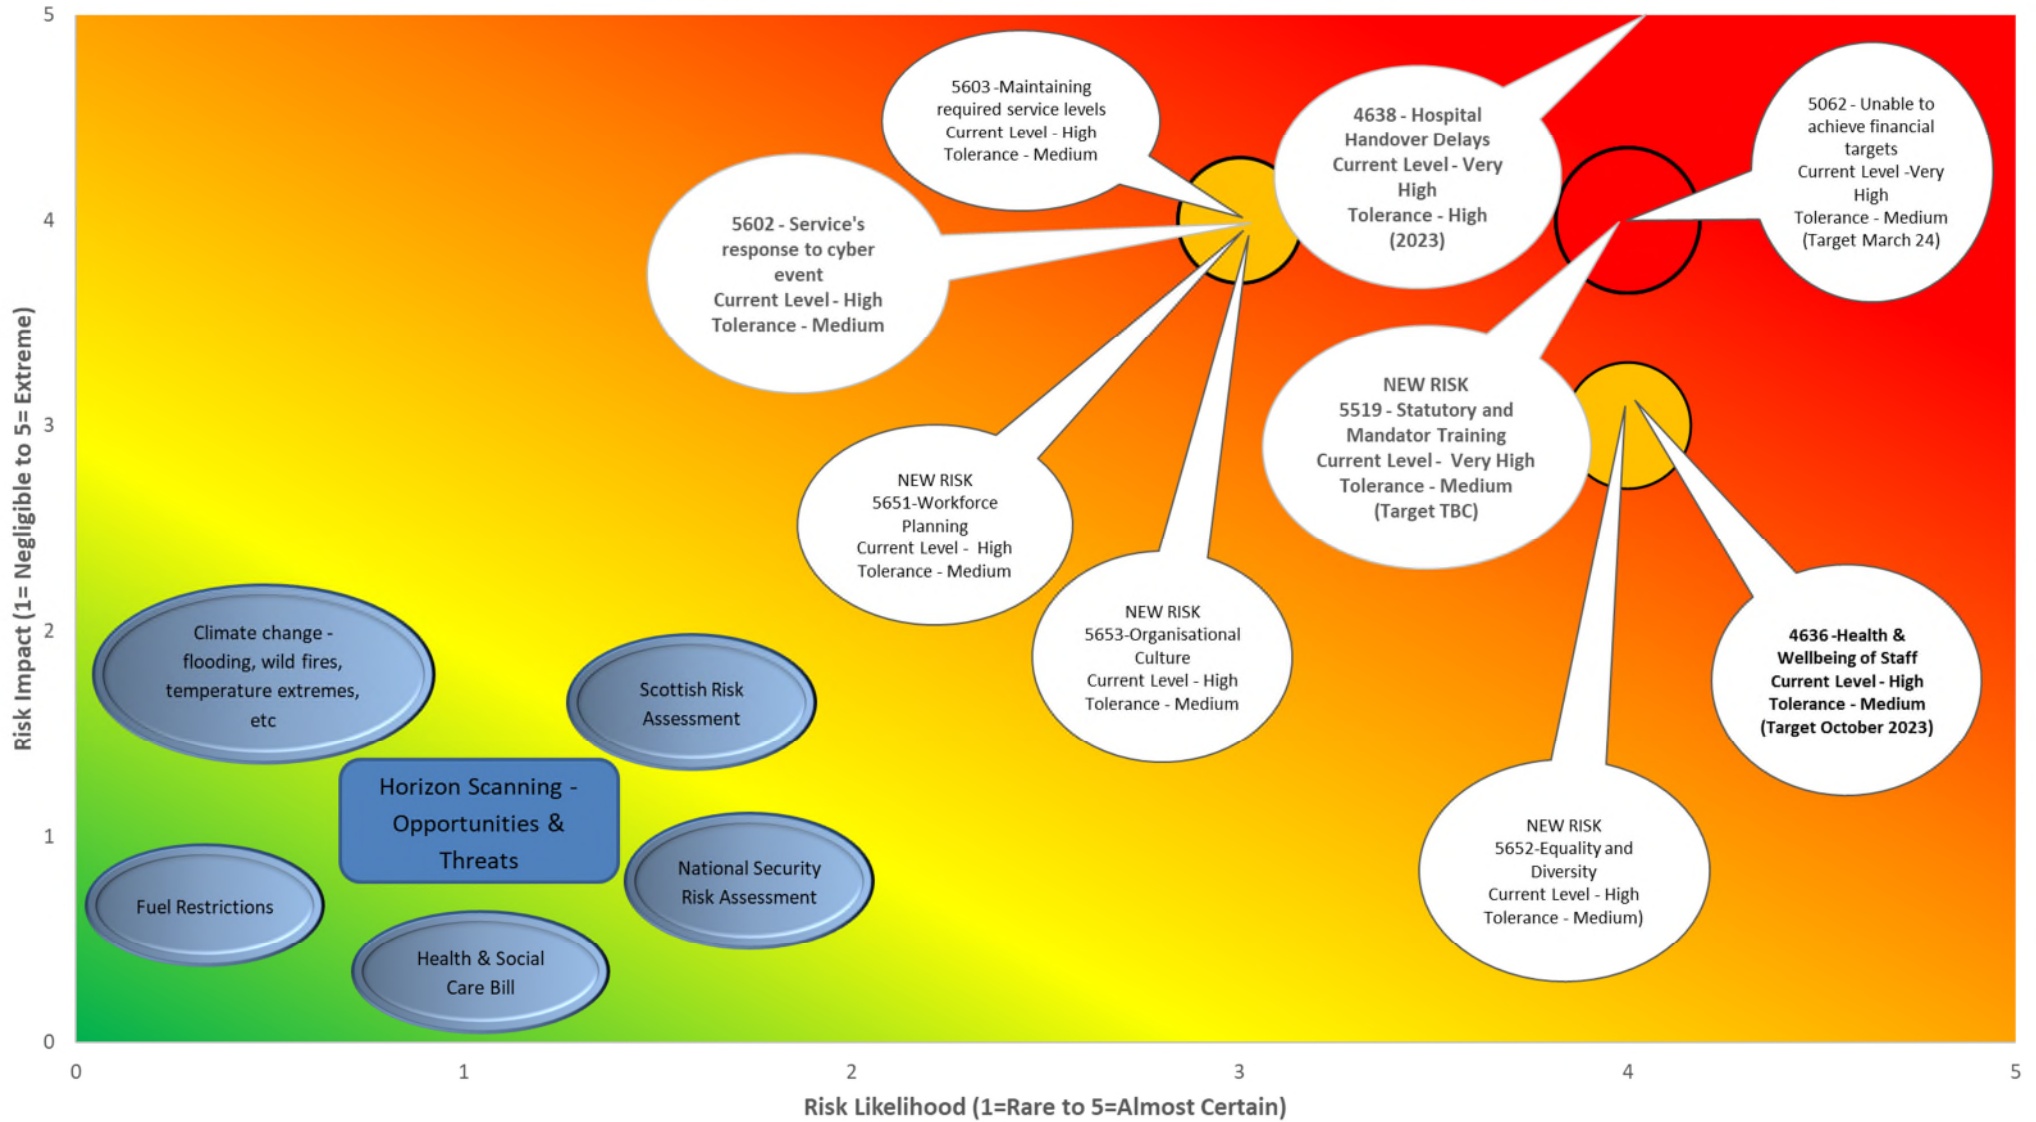 5
4
3
2
1
0
Risk Impact (1= Negligible to 5= Extreme)
5603 -Maintaining
required service levels
Current Level - High
Tolerance - Medium
4638 - Hospital
Handover Delays
Current Level - Very
High
Tolerance - High
(2023)
5062 - Unable to
achieve financial
targets
Current Level -Very
High
Tolerance - Medium
(Target March 24)
5602 - Service's
response to cyber
event
Current Level - High
Tolerance - Medium
NEW RISK
5519 - Statutory and
Mandator Training
Current Level - Very High
Tolerance - Medium
(Target TBC)
NEW RISK
5651-Workforce
Planning
Current Level - High
Tolerance - Medium
NEW RISK
5653-Organisational
Culture
Current Level - High
Tolerance - Medium
4636 -Health &
Wellbeing of Staff
Current Level - High
Tolerance - Medium
(Target October 2023)
NEW RISK
5652-Equality and
Diversity
Current Level - High
Tolerance - Medium)
Climate change -
flooding, wild fires,
temperature extremes,
etc
Scottish Risk
Assessment
Horizon Scanning -
Opportunities &
Threats
National Security
Risk Assessment
Fuel Restrictions
Health & Social
Care Bill
0
1
2
3
4
5
Risk Likelihood (1=Rare to 5=Almost Certain)